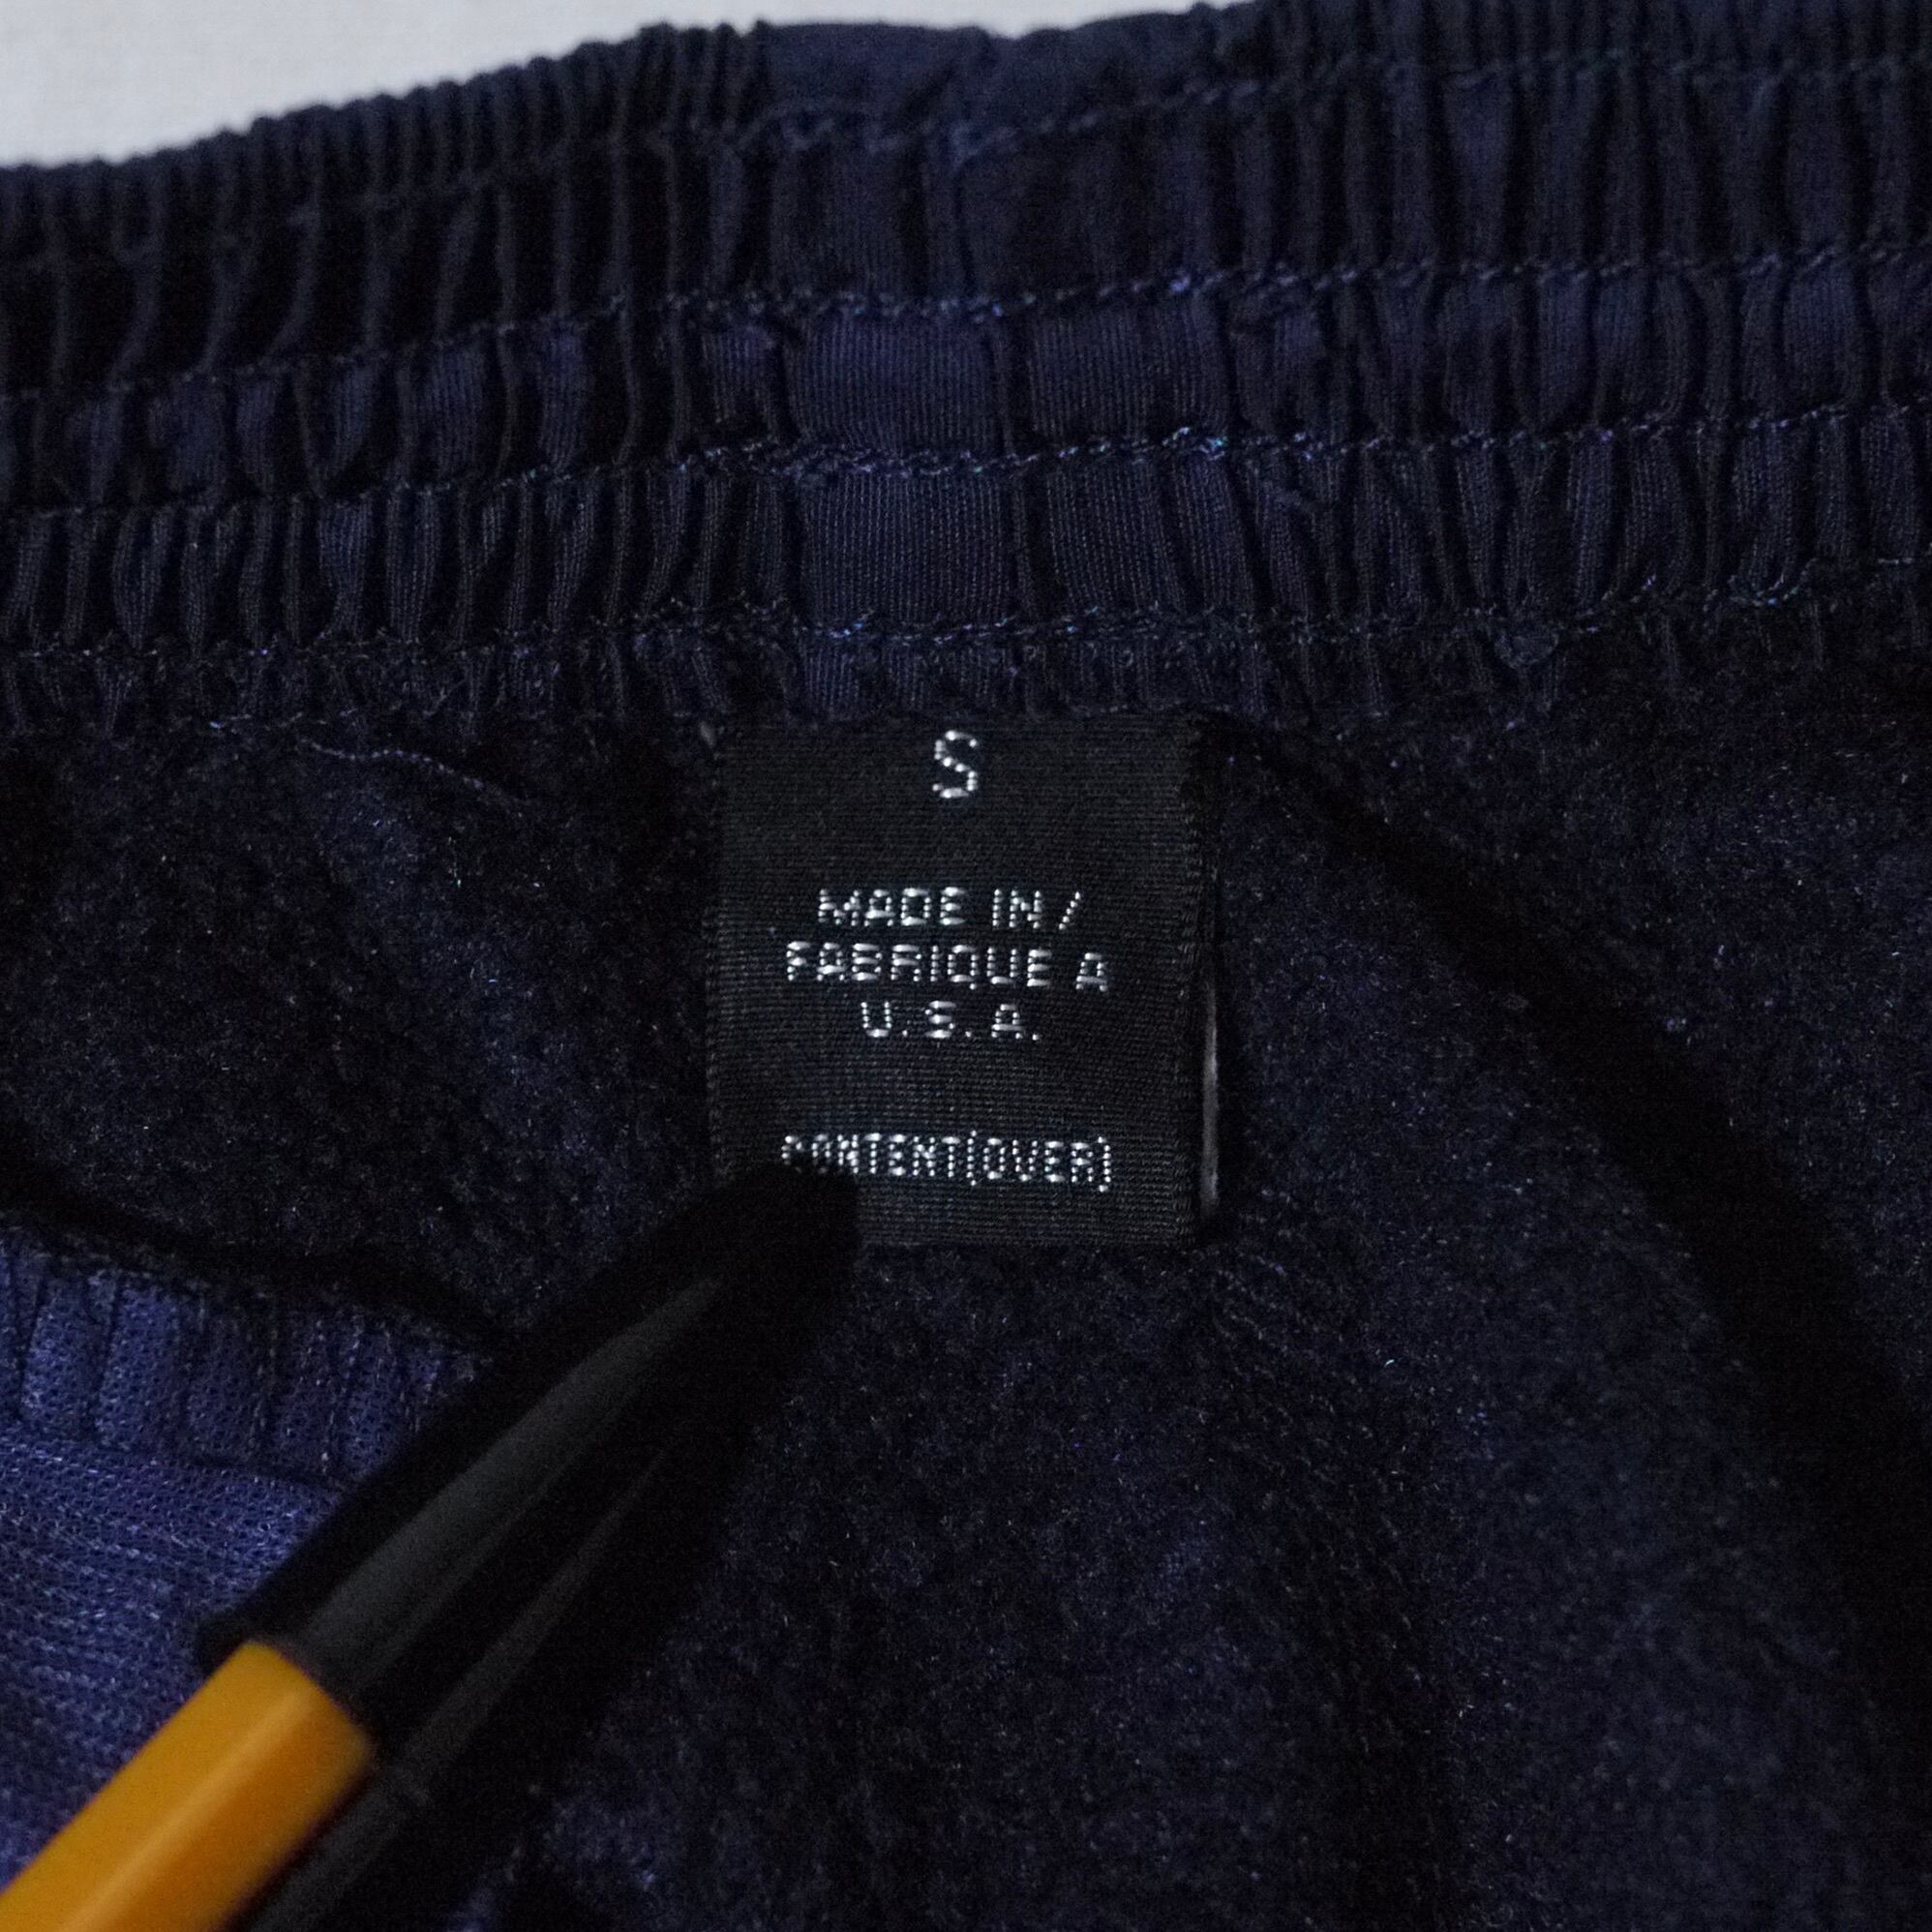 S
MADE IN /
FABRIQUE A
U.S.A.
CONTENT(OVER)